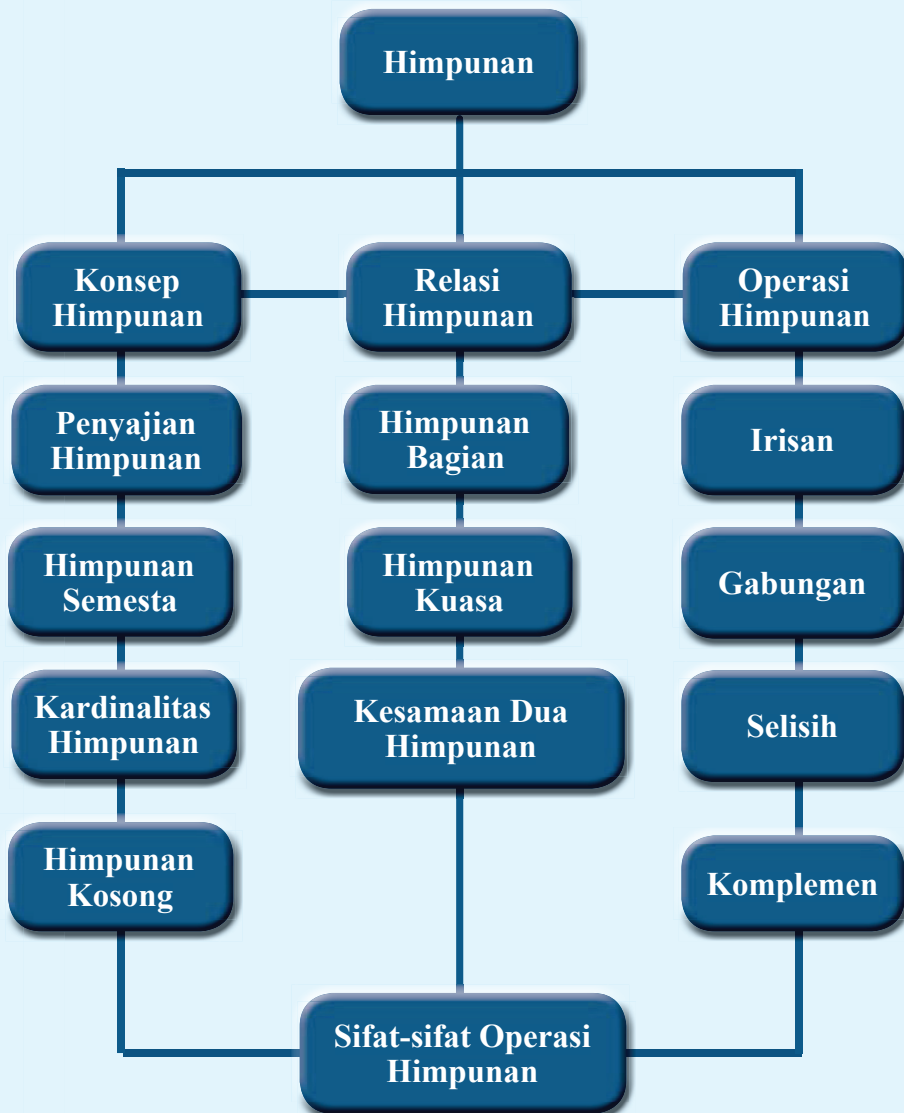 Himpunan
Konsep
Himpunan
Relasi
Himpunan
Operasi
Himpunan
Penyajian
Himpunan
Himpunan
Bagian
Irisan
Himpunan
Semesta
Himpunan
Kuasa
Gabungan
Kardinalitas
Himpunan
Kesamaan Dua
Himpunan
Selisih
Himpunan
Kosong
Komplemen
Sifat-sifat Operasi
Himpunan